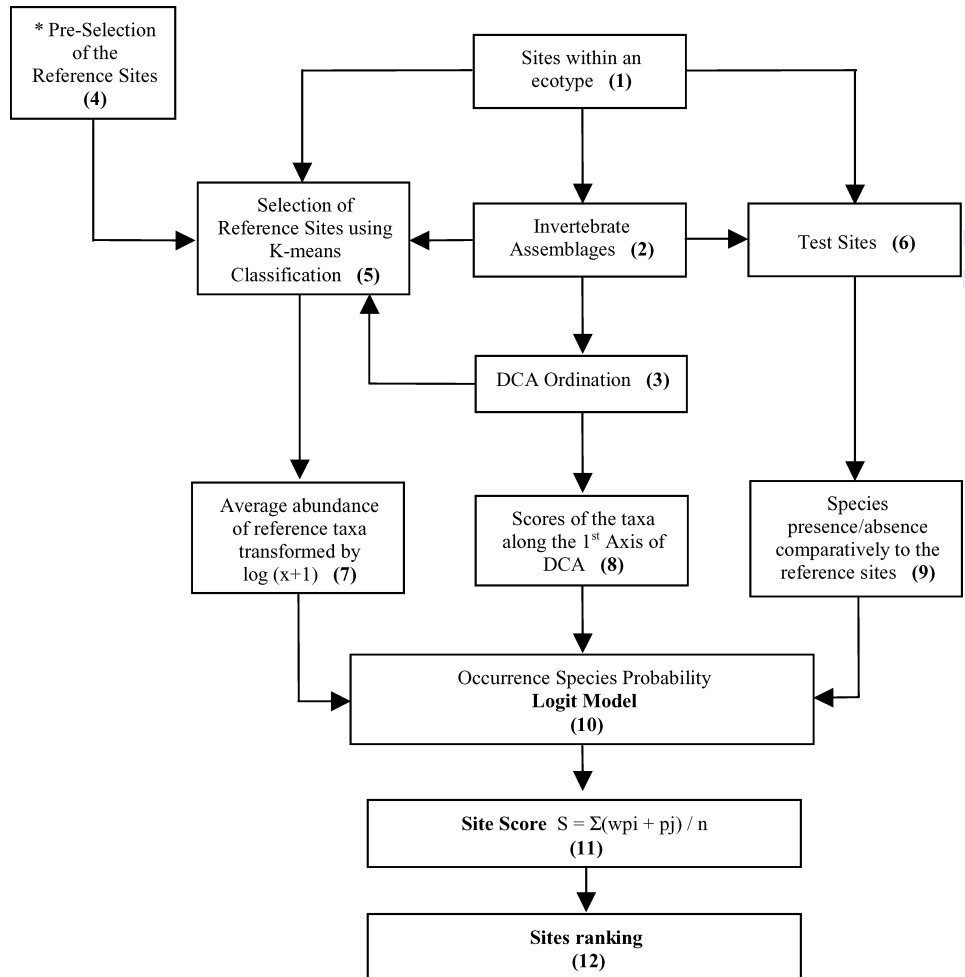 * Pre-Selection
of the
Reference Sites
(4)
Sites within an
ecotype (1)
Selection of
Reference Sites using
K-means
Classification (5)
Invertebrate
Assemblages (2)
Test Sites (6)
DCA Ordination (3)
Average abundance
of reference taxa
transformed by
log (x+1) (7)
Scores of the taxa
along the 1st Axis of
DCA (8)
Species
presence/absence
comparatively to the
reference sites (9)
Occurrence Species Probability
Logit Model
(10)
Site Score S = Σ(wpi + pj) / n
(11)
Sites ranking
(12)